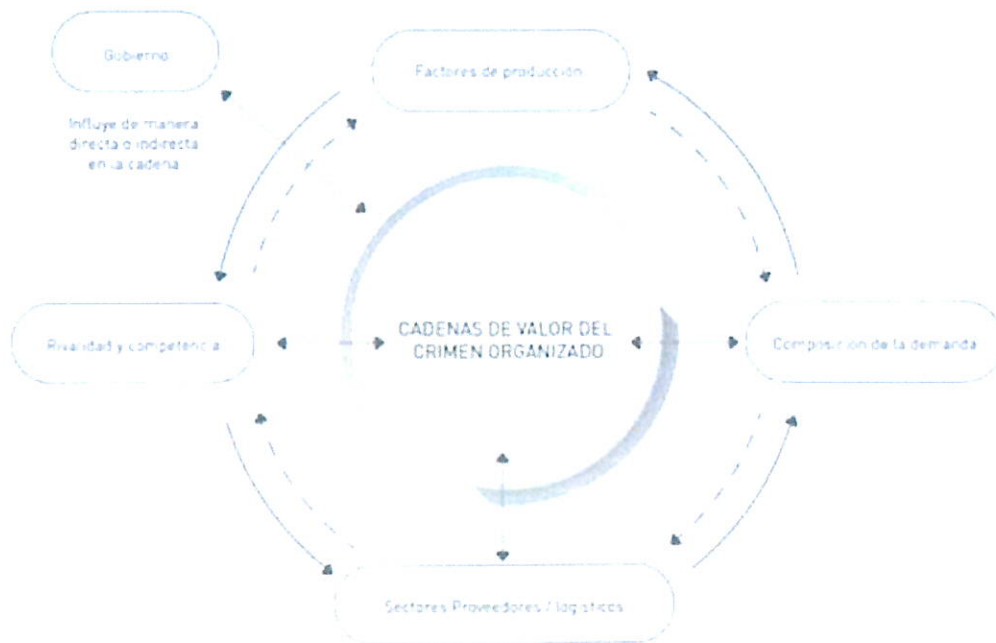 Gobierno
Influye de manera
directa o indirecta
en la cadena
Factores de producción
Rivalidad y competencia
CADENAS DE VALOR DEL
CRIMEN ORGANIZADO
Composición de la demanda
Sectores Proveedores / logísticos